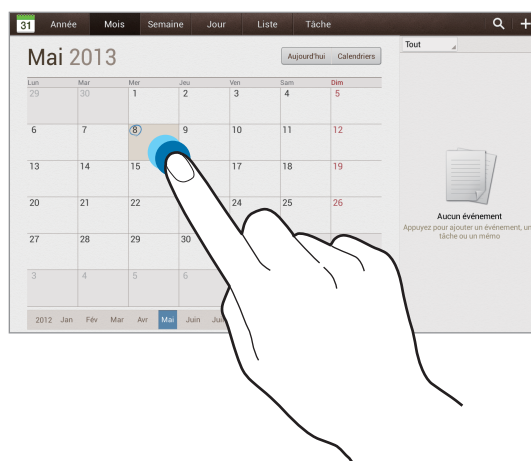 31 Année Mois Semaine Jour Liste Tâche
Mai 2013
Aujourd'hui Calendriers
Tout
Lun Mar Mer Jeu Ven Sam Dim
29 30 1 2 3 4 5
6 7 8 9 10 11 12
13 14 15 17 18 19
20 21 22 24 25 26
27 28 29 30
3 4 5 6
2012 Jan Fév Mar Avr Mai Juin
Aucun événement
Appuyez pour ajouter un événement, un
tâche ou un mémo